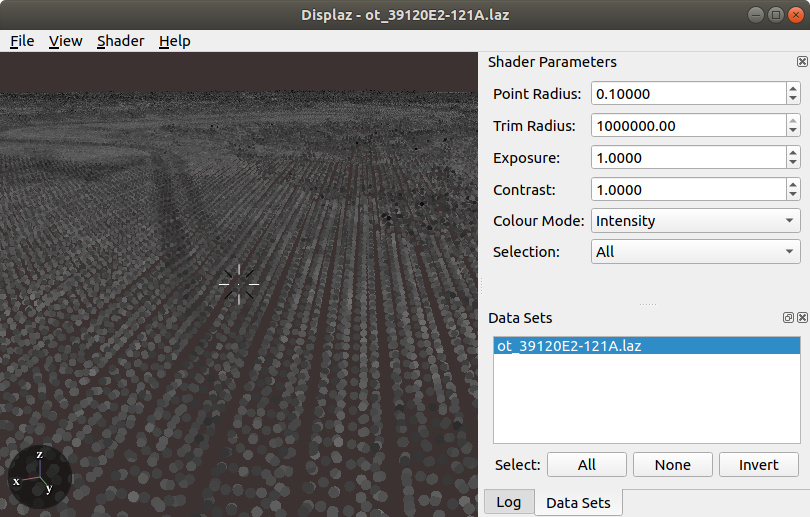 Displaz - ot_39120E2-121A.laz
File View Shader Help
Shader Parameters
Point Radius: 0.10000
Trim Radius: 1000000.00
Exposure: 1.0000
Contrast: 1.0000
Colour Mode: Intensity
Selection: All
Data Sets
ot_39120E2-121A.laz
Select: All None Invert
Log Data Sets
z
x
y